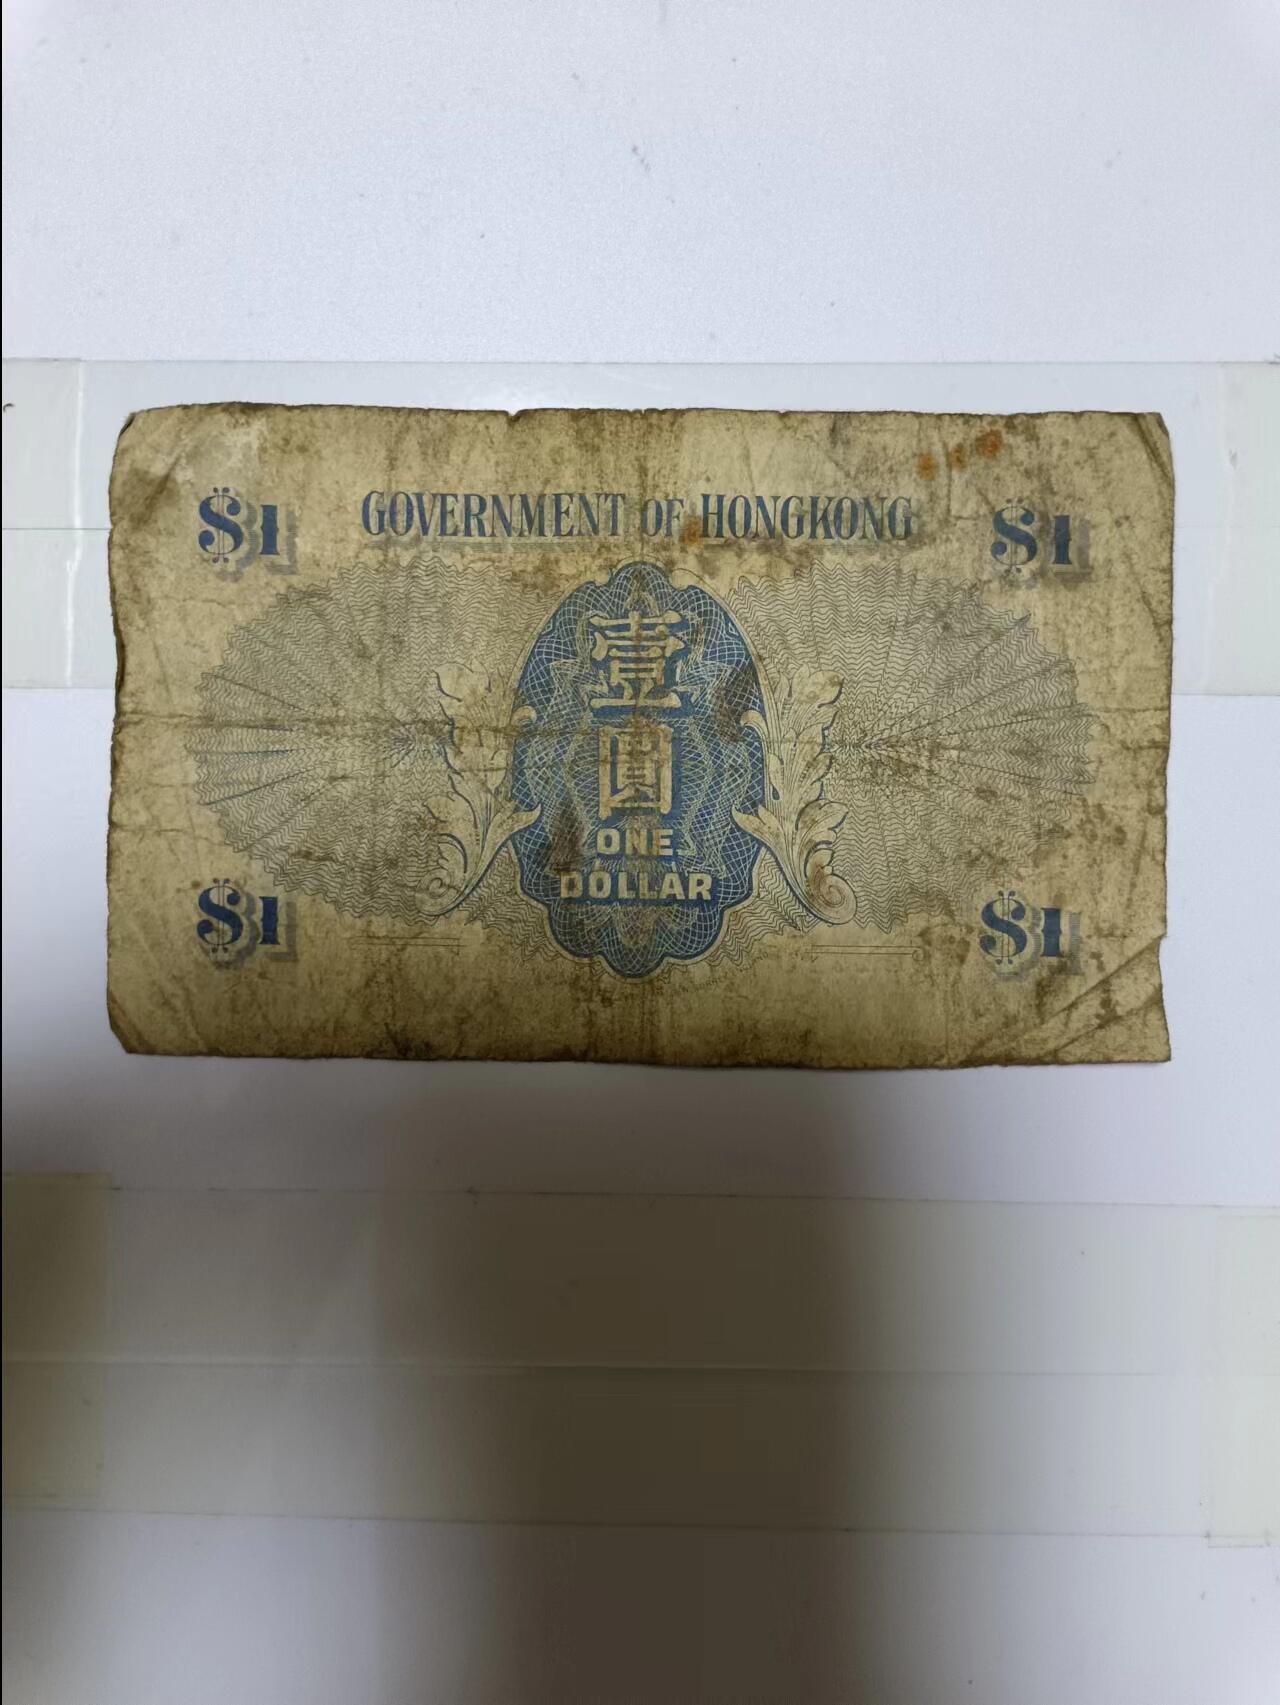 $1 GOVERNMENT OF HONGKONG $1
壹
圓
ONE
DOLLAR
$1 $1